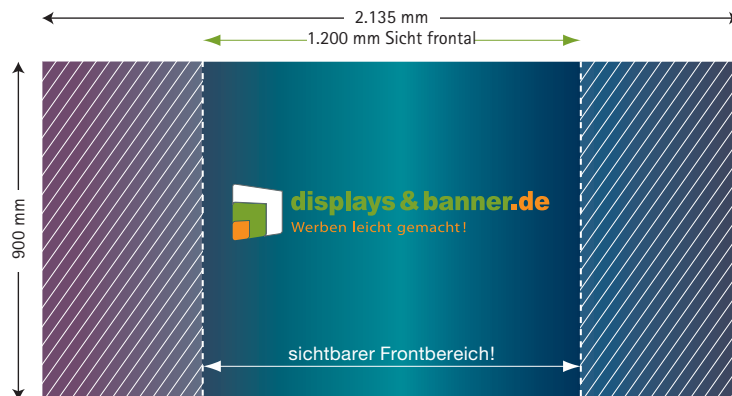 2.135 mm
1.200 mm Sicht frontal
900 mm
displays & banner.de
Werben leicht gemacht!
sichtbarer Frontbereich!